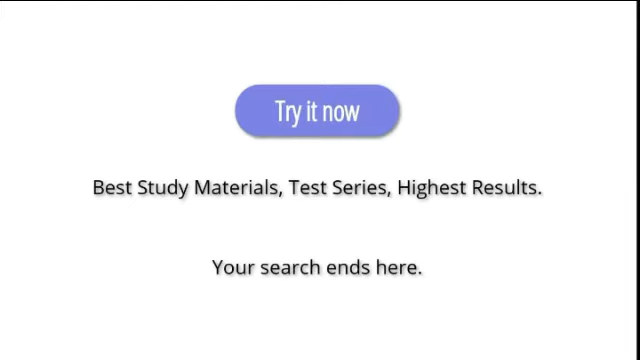 Try it now
Best Study Materials, Test Series, Highest Results.
Your search ends here.